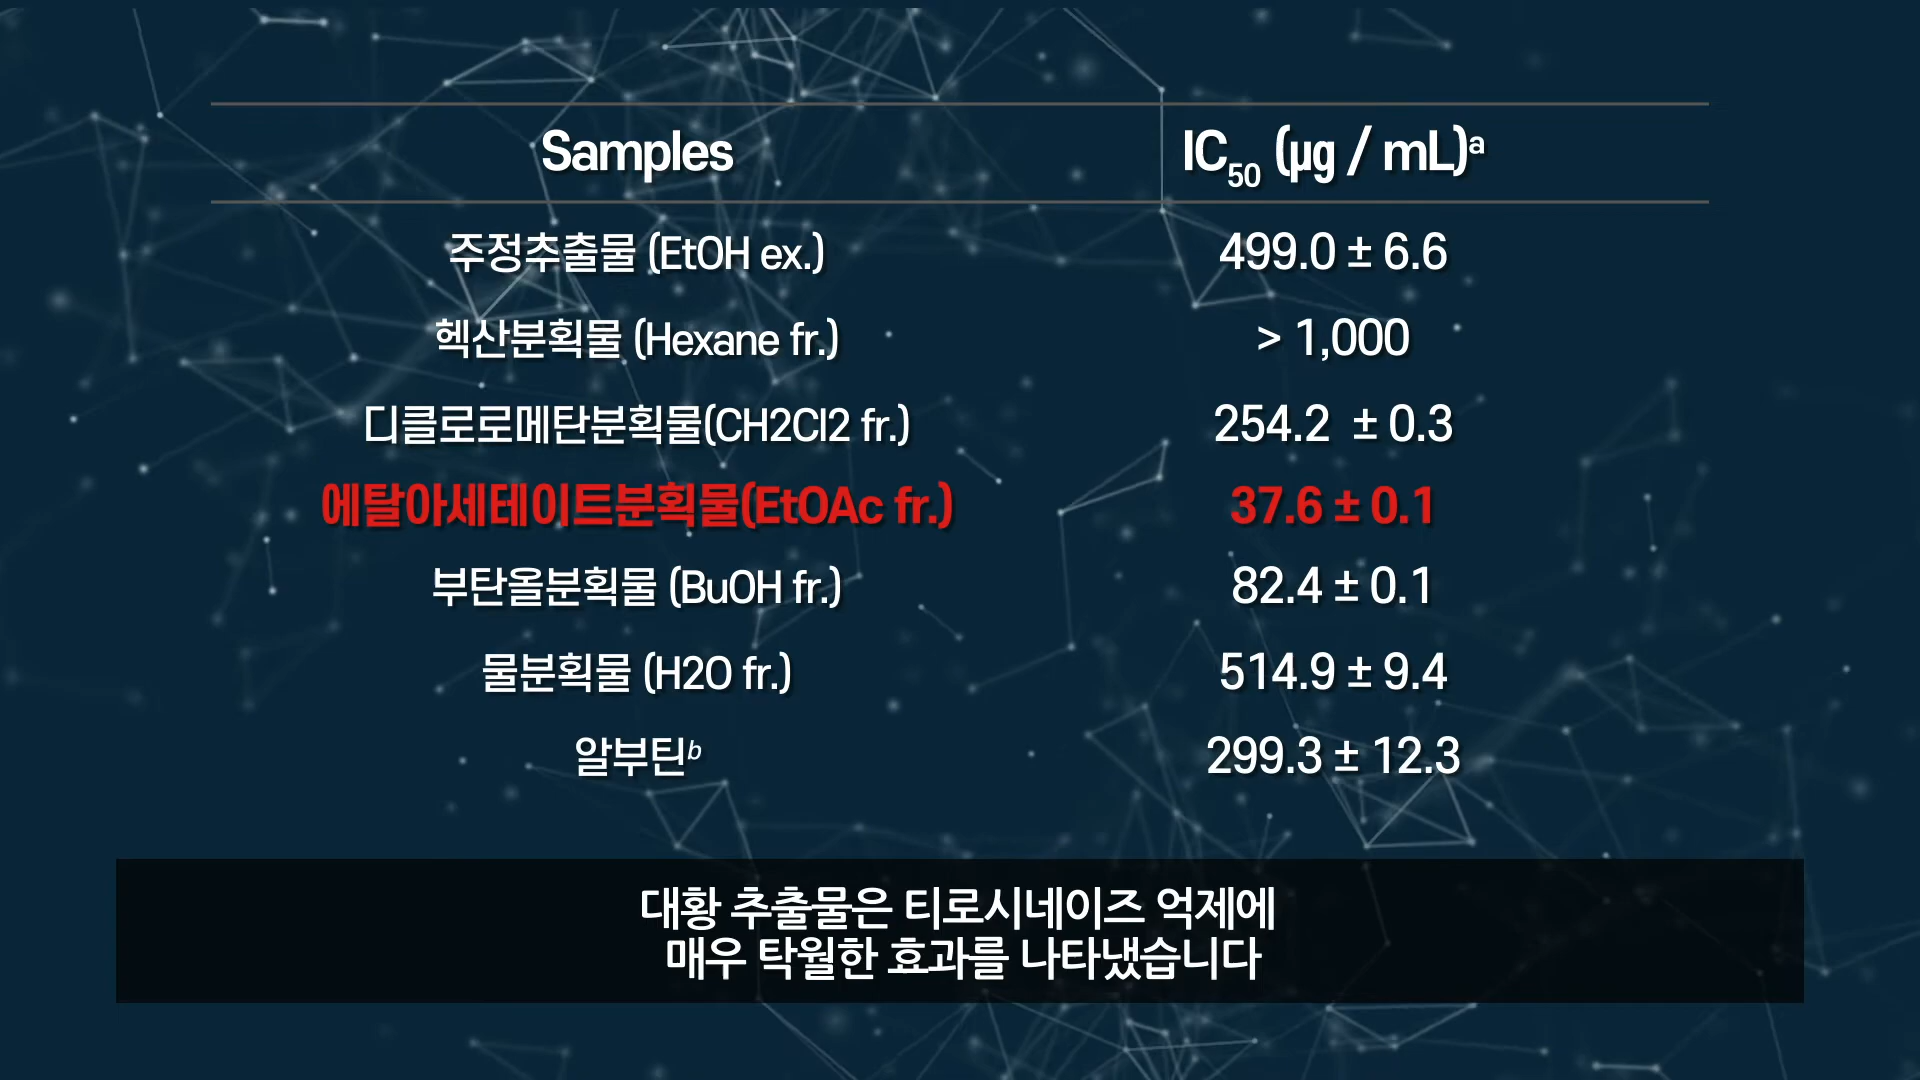 Samples IC50 (μg / mL)a
주정추출물 (EtOH ex.) 499.0 ± 6.6
헥산분획물 (Hexane fr.) > 1,000
디클로로메탄분획물(CH2Cl2 fr.) 254.2 ± 0.3
에탈아세테이트분획물(EtOAc fr.) 37.6 ± 0.1
부탄올분획물 (BuOH fr.) 82.4 ± 0.1
물분획물 (H2O fr.) 514.9 ± 9.4
알부틴b 299.3 ± 12.3
대황 추출물은 티로시네이즈 억제에
매우 탁월한 효과를 나타냈습니다